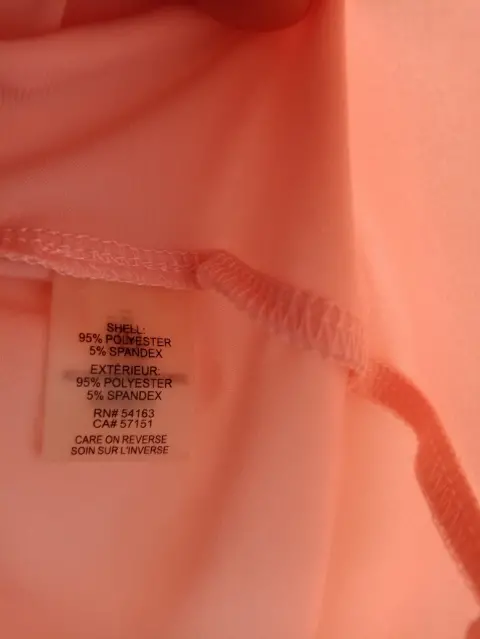 SHELL:
95% POLYESTER
5% SPANDEX
EXTÉRIEUR:
95% POLYESTER
5% SPANDEX
RN# 54163
CA# 57151
CARE ON REVERSE
SOIN SUR L'INVERSE